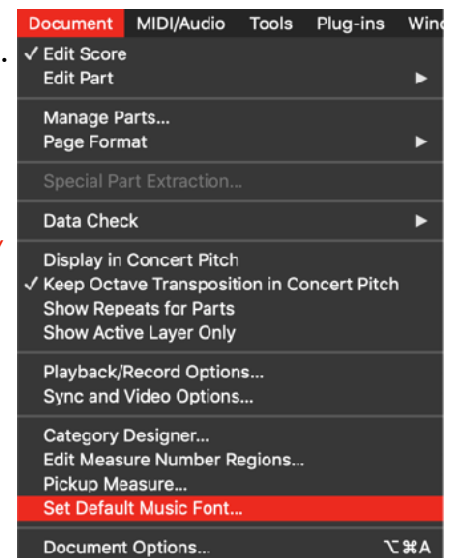 Document MIDI/Audio Tools Plug-ins Wind
✓ Edit Score
Edit Part ▶
Manage Parts...
Page Format ▶
Special Part Extraction...
Data Check ▶
Display in Concert Pitch
✓ Keep Octave Transposition in Concert Pitch
Show Repeats for Parts
Show Active Layer Only
Playback/Record Options...
Sync and Video Options...
Category Designer...
Edit Measure Number Regions...
Pickup Measure...
Set Default Music Font...
Document Options... ⌥⌘A